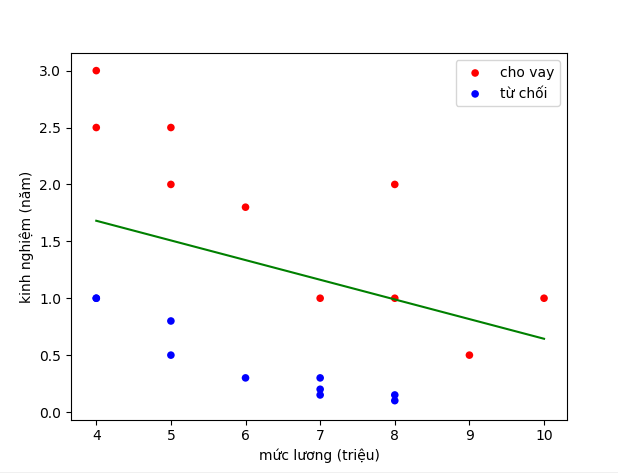 cho vay
từ chối
3.0
2.5
2.0
1.5
1.0
0.5
0.0
kinh nghiệm (năm)
4 5 6 7 8 9 10
mức lương (triệu)